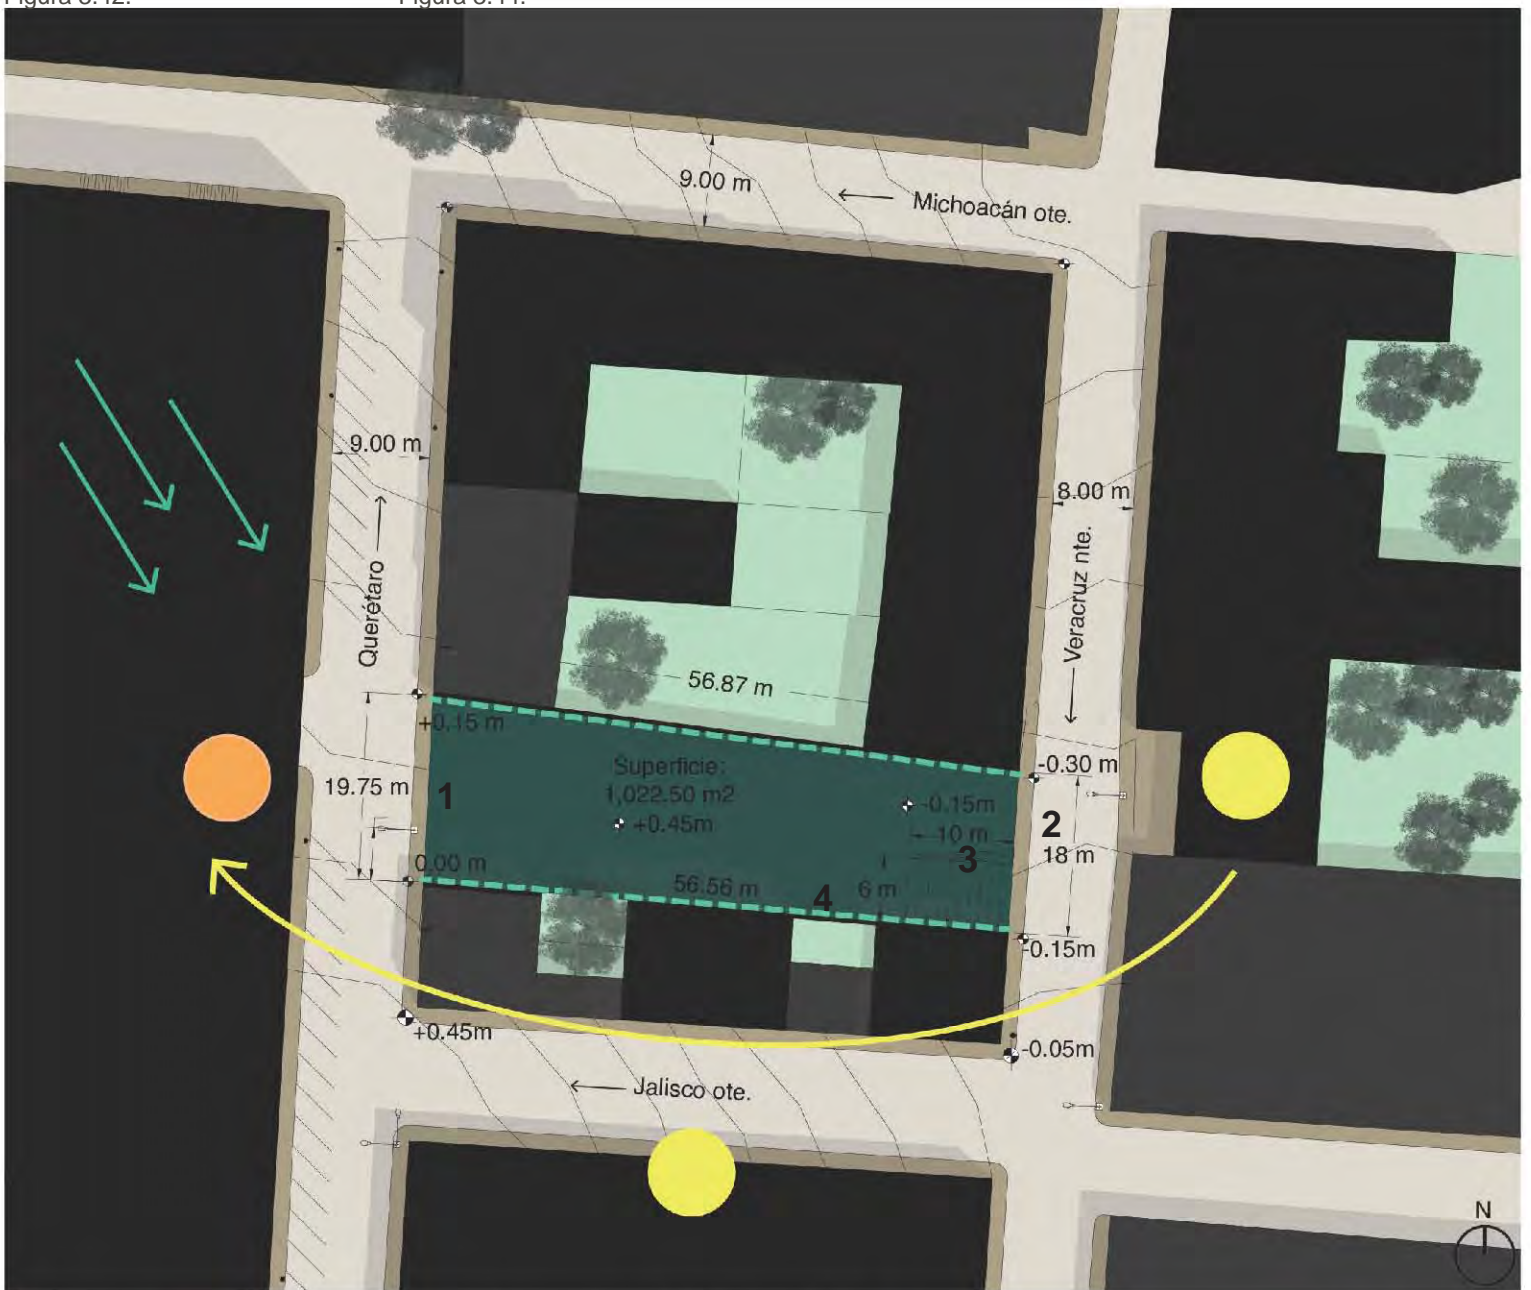 9.00 m
Michoacán ote.
9.00 m
8.00 m
Querétaro
Veracruz nte.
56.87 m
+0.15 m
-0.30 m
Superficie:
1,022.50 m2
+0.45m
19.75 m
1
-0.15m
10 m
2
18 m
3
0.00 m
56.56 m
6 m
4
-0.15m
+0.45m
-0.05m
Jalisco ote.
N